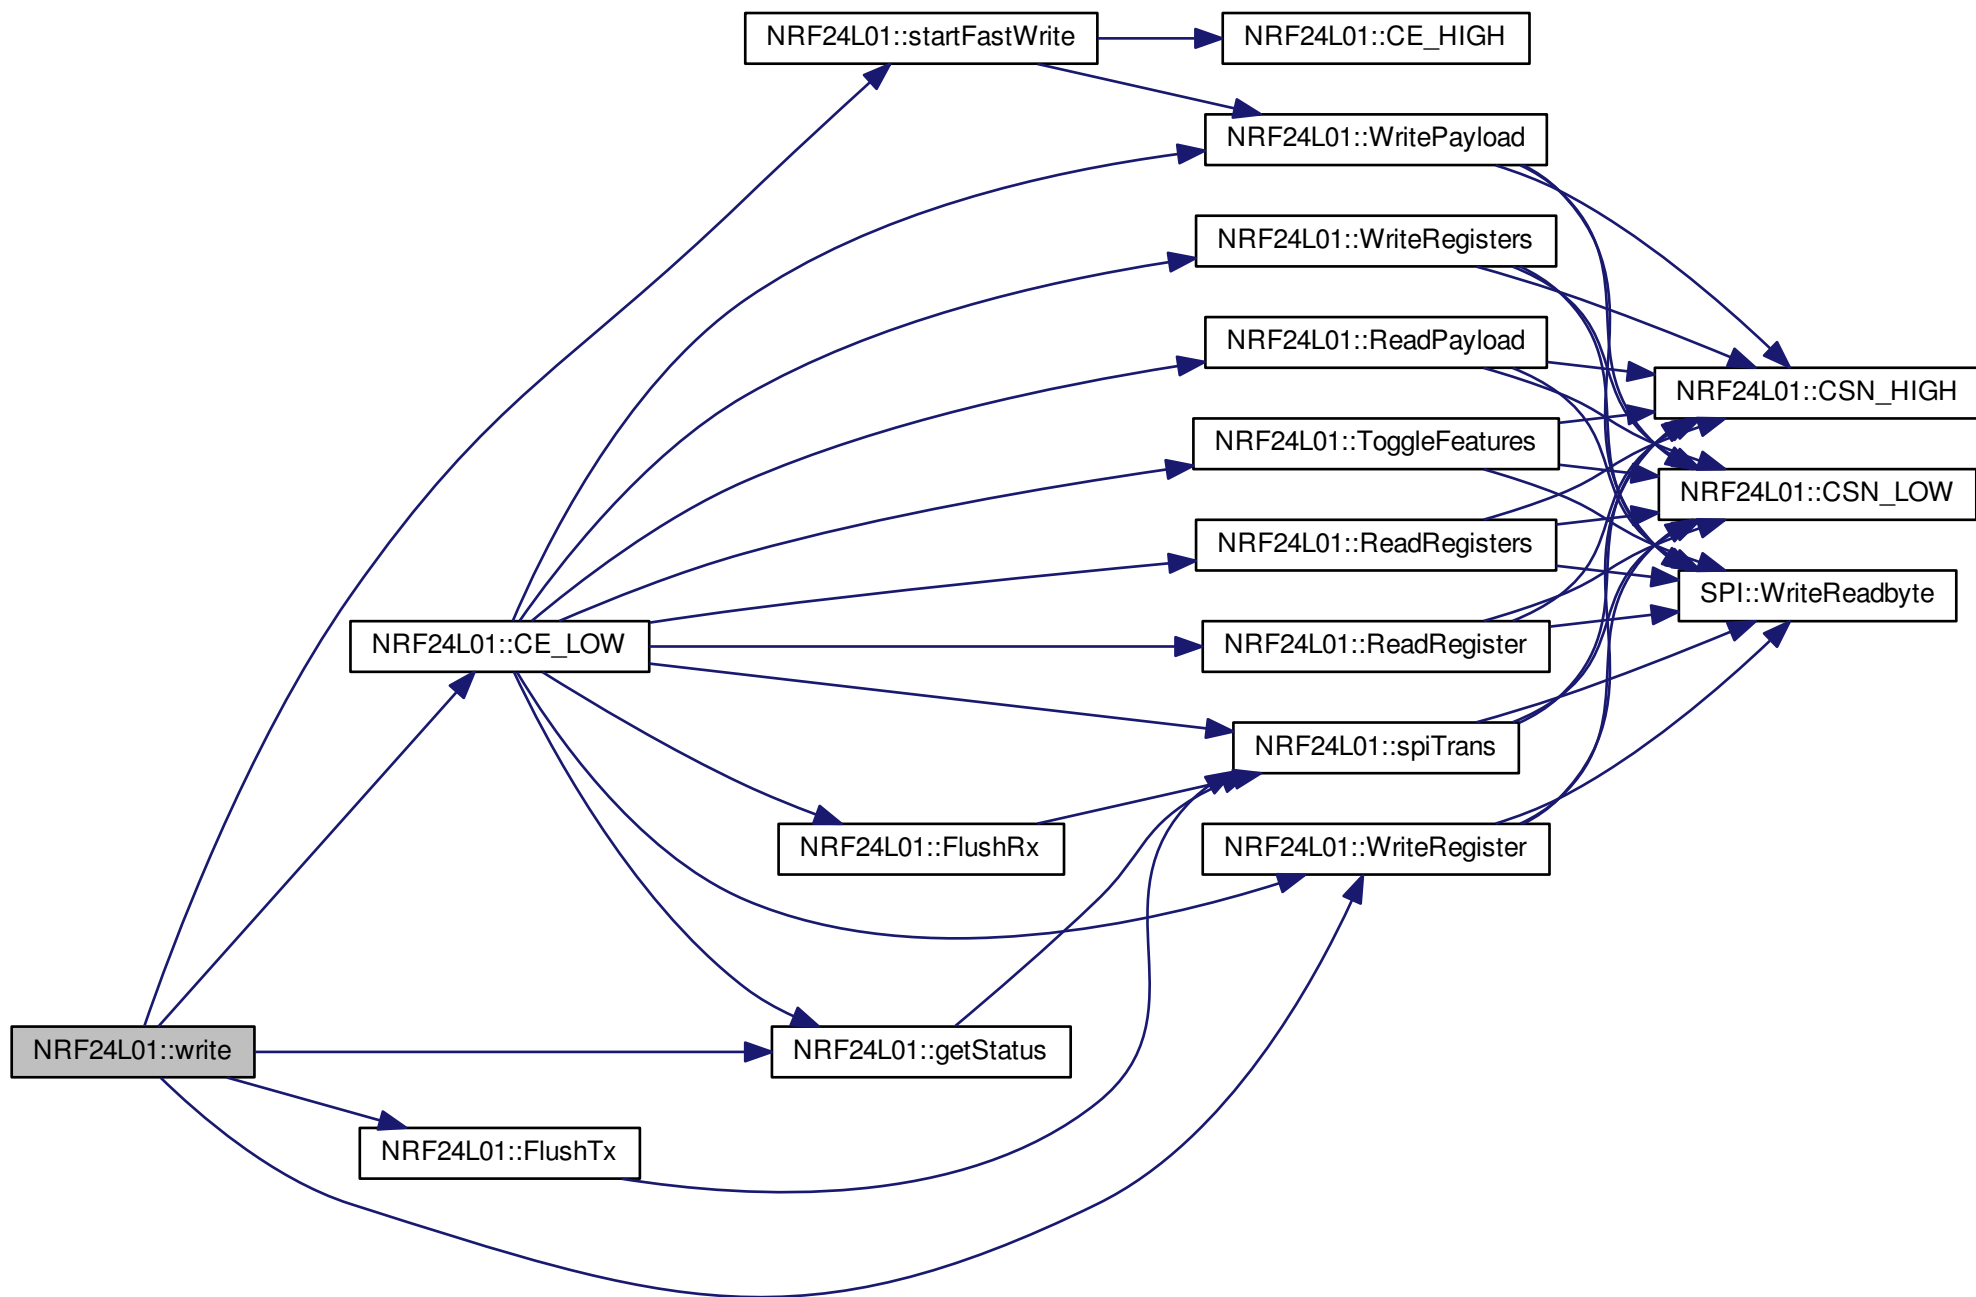 NRF24L01::startFastWrite
NRF24L01::CE_HIGH
NRF24L01::WritePayload
NRF24L01::WriteRegisters
NRF24L01::ReadPayload
NRF24L01::CSN_HIGH
NRF24L01::ToggleFeatures
NRF24L01::CSN_LOW
NRF24L01::ReadRegisters
SPI::WriteReadbyte
NRF24L01::CE_LOW
NRF24L01::ReadRegister
NRF24L01::spiTrans
NRF24L01::FlushRx
NRF24L01::WriteRegister
NRF24L01::write
NRF24L01::getStatus
NRF24L01::FlushTx